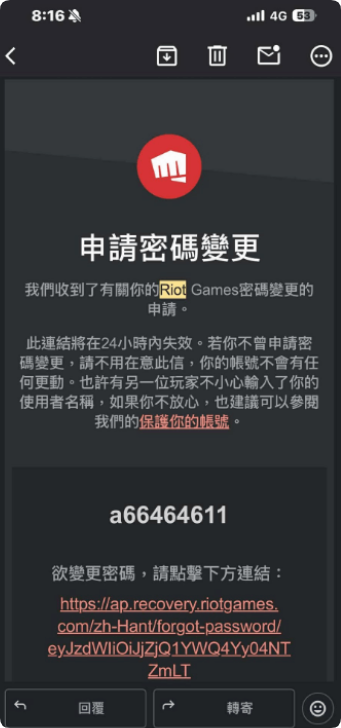 8:16
4G 53
申請密碼變更
我們收到了有關你的Riot Games密碼變更的
申請。
此連結將在24小時內失效。若你不曾申請密
碼變更，請不用在意此信，你的帳號不會有任
何更動。也許有另一位玩家不小心輸入了你的
使用者名稱，如果你不放心，也建議可以參閱
我們的保護你的帳號。
a66464611
欲變更密碼，請點擊下方連結：
https://ap.recovery.riotgames.
com/zh-Hant/forgot-password/
eyJzdWIiOiJjZjQ1YWQ4Yy04NT
ZmLT
回覆
轉寄